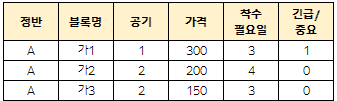 정반 블록명 공기 가격 착수 필요일 긴급/ 중요
A 가1 1 300 3 1
A 가2 2 200 4 0
A 가3 2 150 3 0